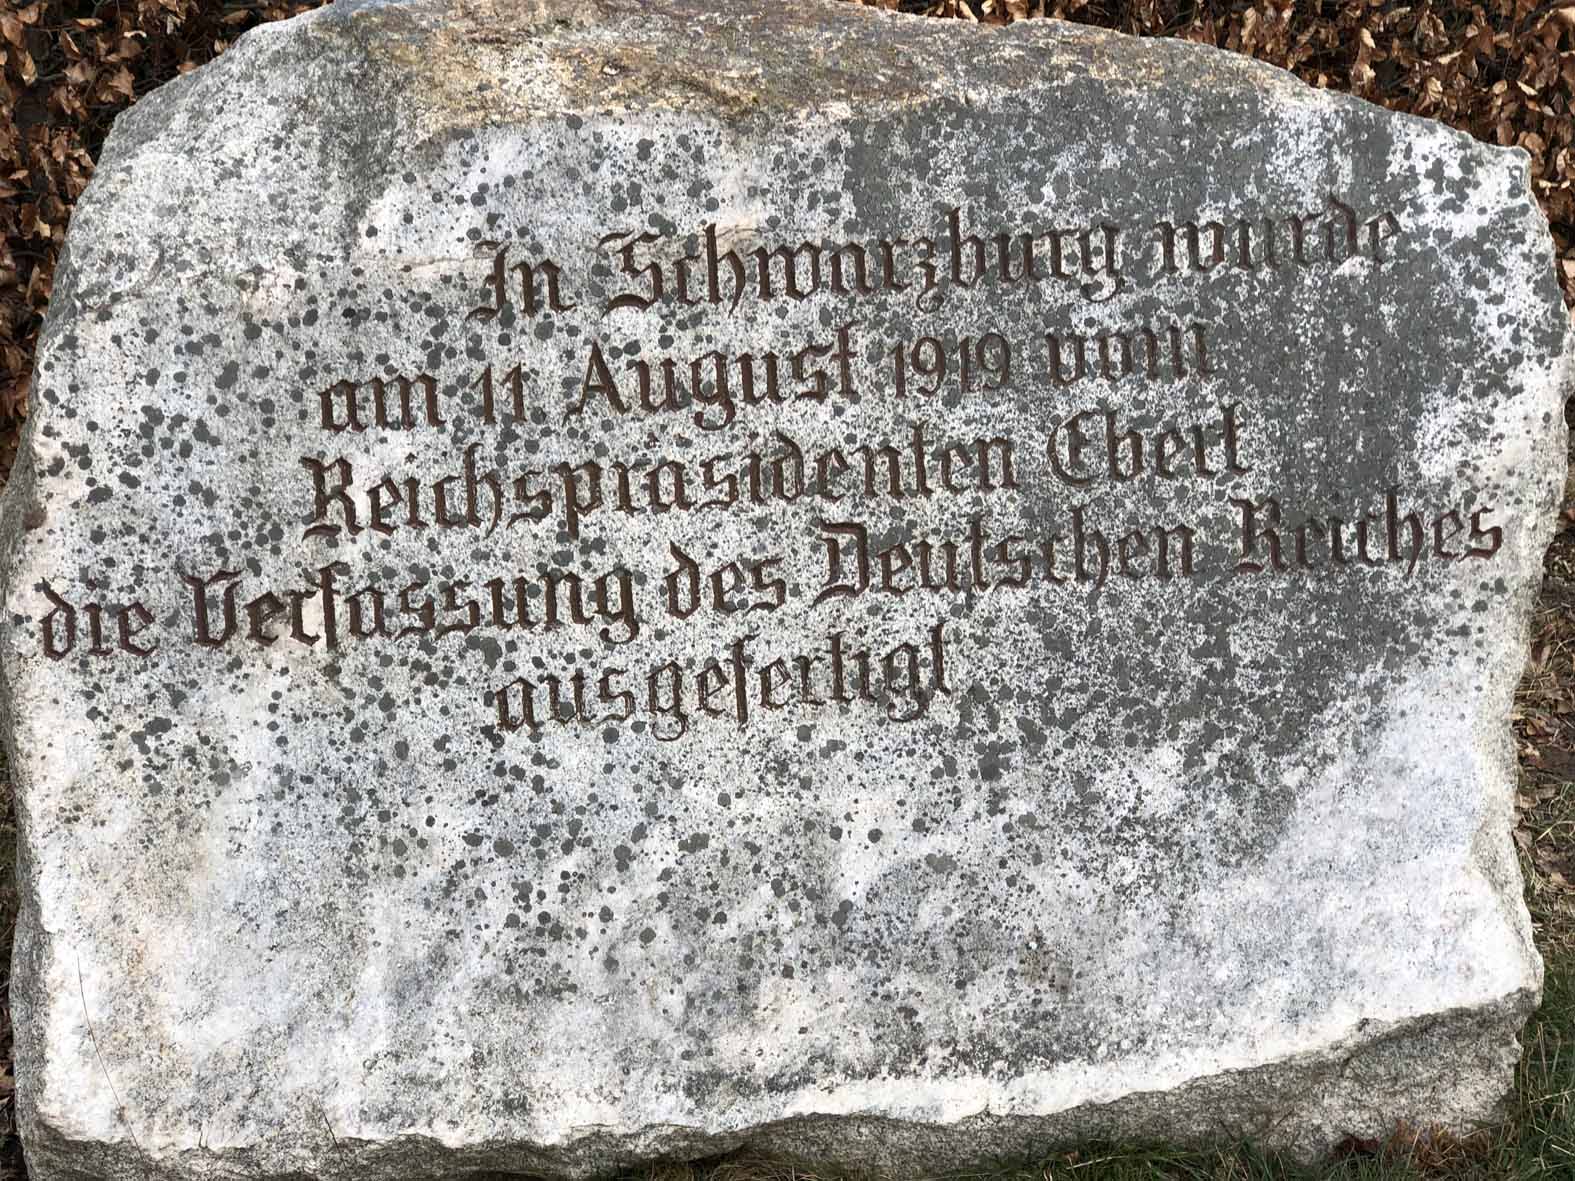 In Schwarzburg wurde
am 11 August 1919 vom
Reichspräsidenten Ebert
die Verfassung des Deutschen Reiches
ausgefertigt